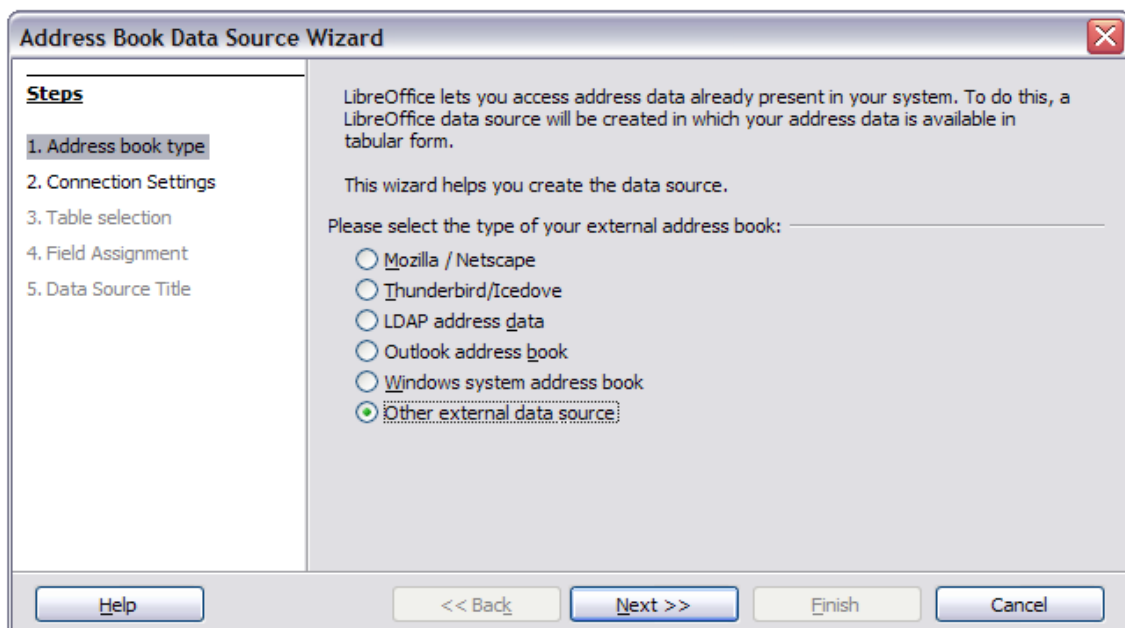 Address Book Data Source Wizard
Steps
1. Address book type
2. Connection Settings
3. Table selection
4. Field Assignment
5. Data Source Title
LibreOffice lets you access address data already present in your system. To do this, a
LibreOffice data source will be created in which your address data is available in
tabular form.
This wizard helps you create the data source.
Please select the type of your external address book:
Mozilla / Netscape
Thunderbird/Icedove
LDAP address data
Outlook address book
Windows system address book
Other external data source
Help
<< Back
Next >>
Finish
Cancel